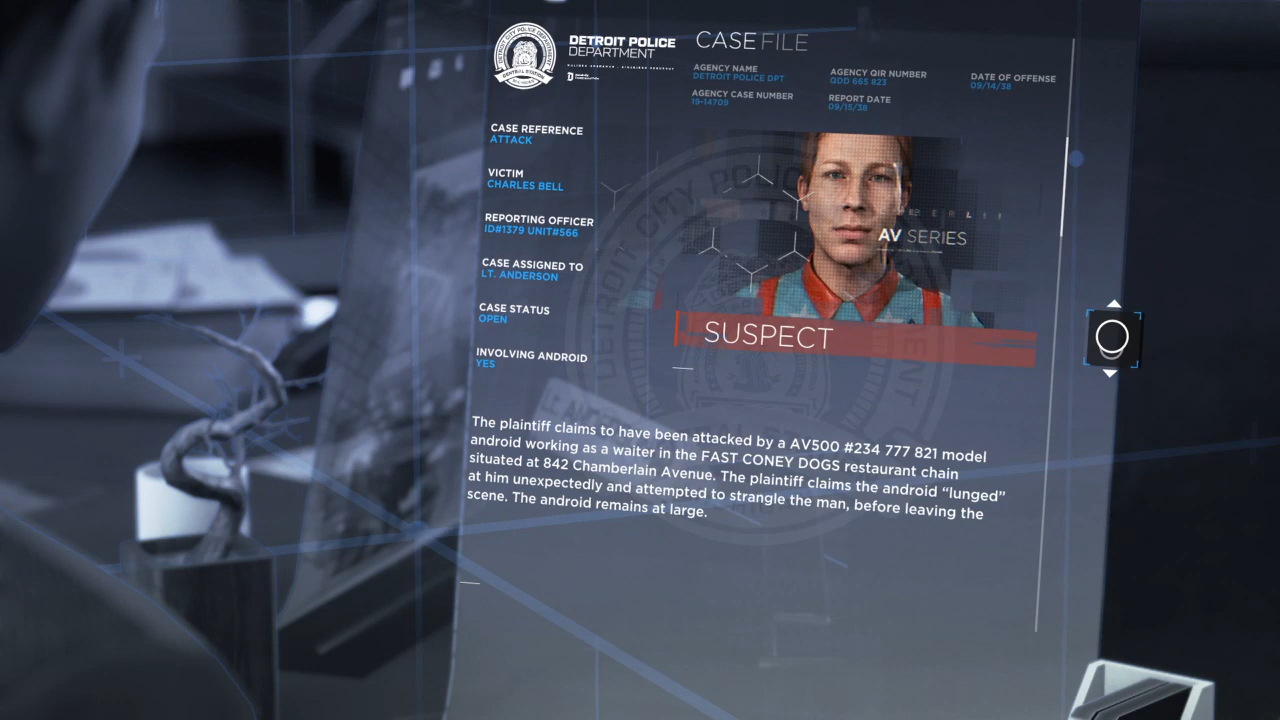 DETROIT POLICE
DEPARTMENT
CASE FILE
AGENCY NAME
DETROIT POLICE DPT
AGENCY QIR NUMBER
QDD 665 823
DATE OF OFFENSE
09/14/38
AGENCY CASE NUMBER
19-14709
REPORT DATE
09/15/38
CASE REFERENCE
ATTACK
VICTIM
CHARLES BELL
REPORTING OFFICER
ID#1379 UNIT#566
CASE ASSIGNED TO
LT. ANDERSON
CASE STATUS
OPEN
INVOLVING ANDROID
YES
AV SERIES
SUSPECT
The plaintiff claims to have been attacked by a AV500 #234 777 821 model
android working as a waiter in the FAST CONEY DOGS restaurant chain
situated at 842 Chamberlain Avenue. The plaintiff claims the android “lunged”
at him unexpectedly and attempted to strangle the man, before leaving the
scene. The android remains at large.